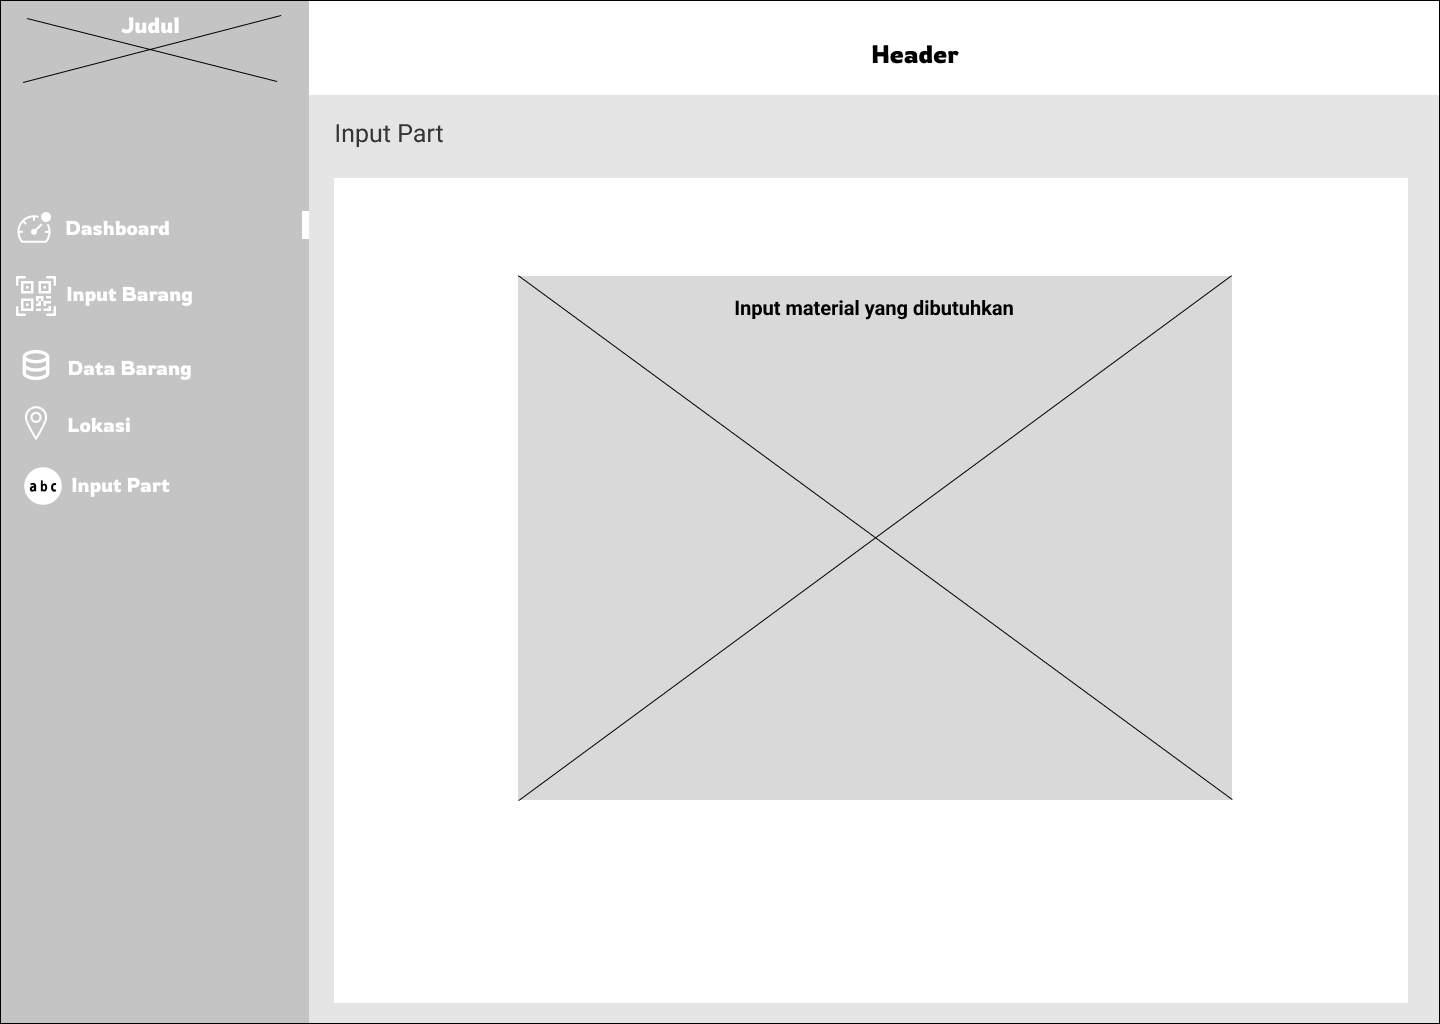 Judul
Header
Input Part
Dashboard
Input Barang
Data Barang
Lokasi
abc Input Part
Input material yang dibutuhkan